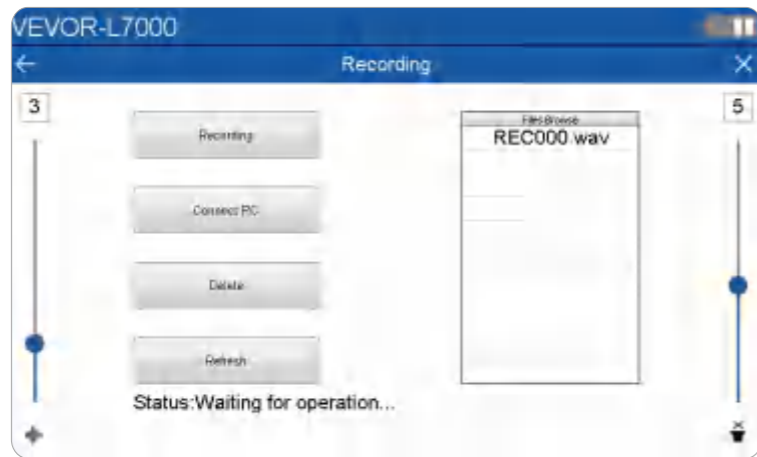 VEVOR-L7000
Recording
3
5
Recording
Files Browse
REC000.wav
Connect PC
Delete
Refresh
Status:Waiting for operation...